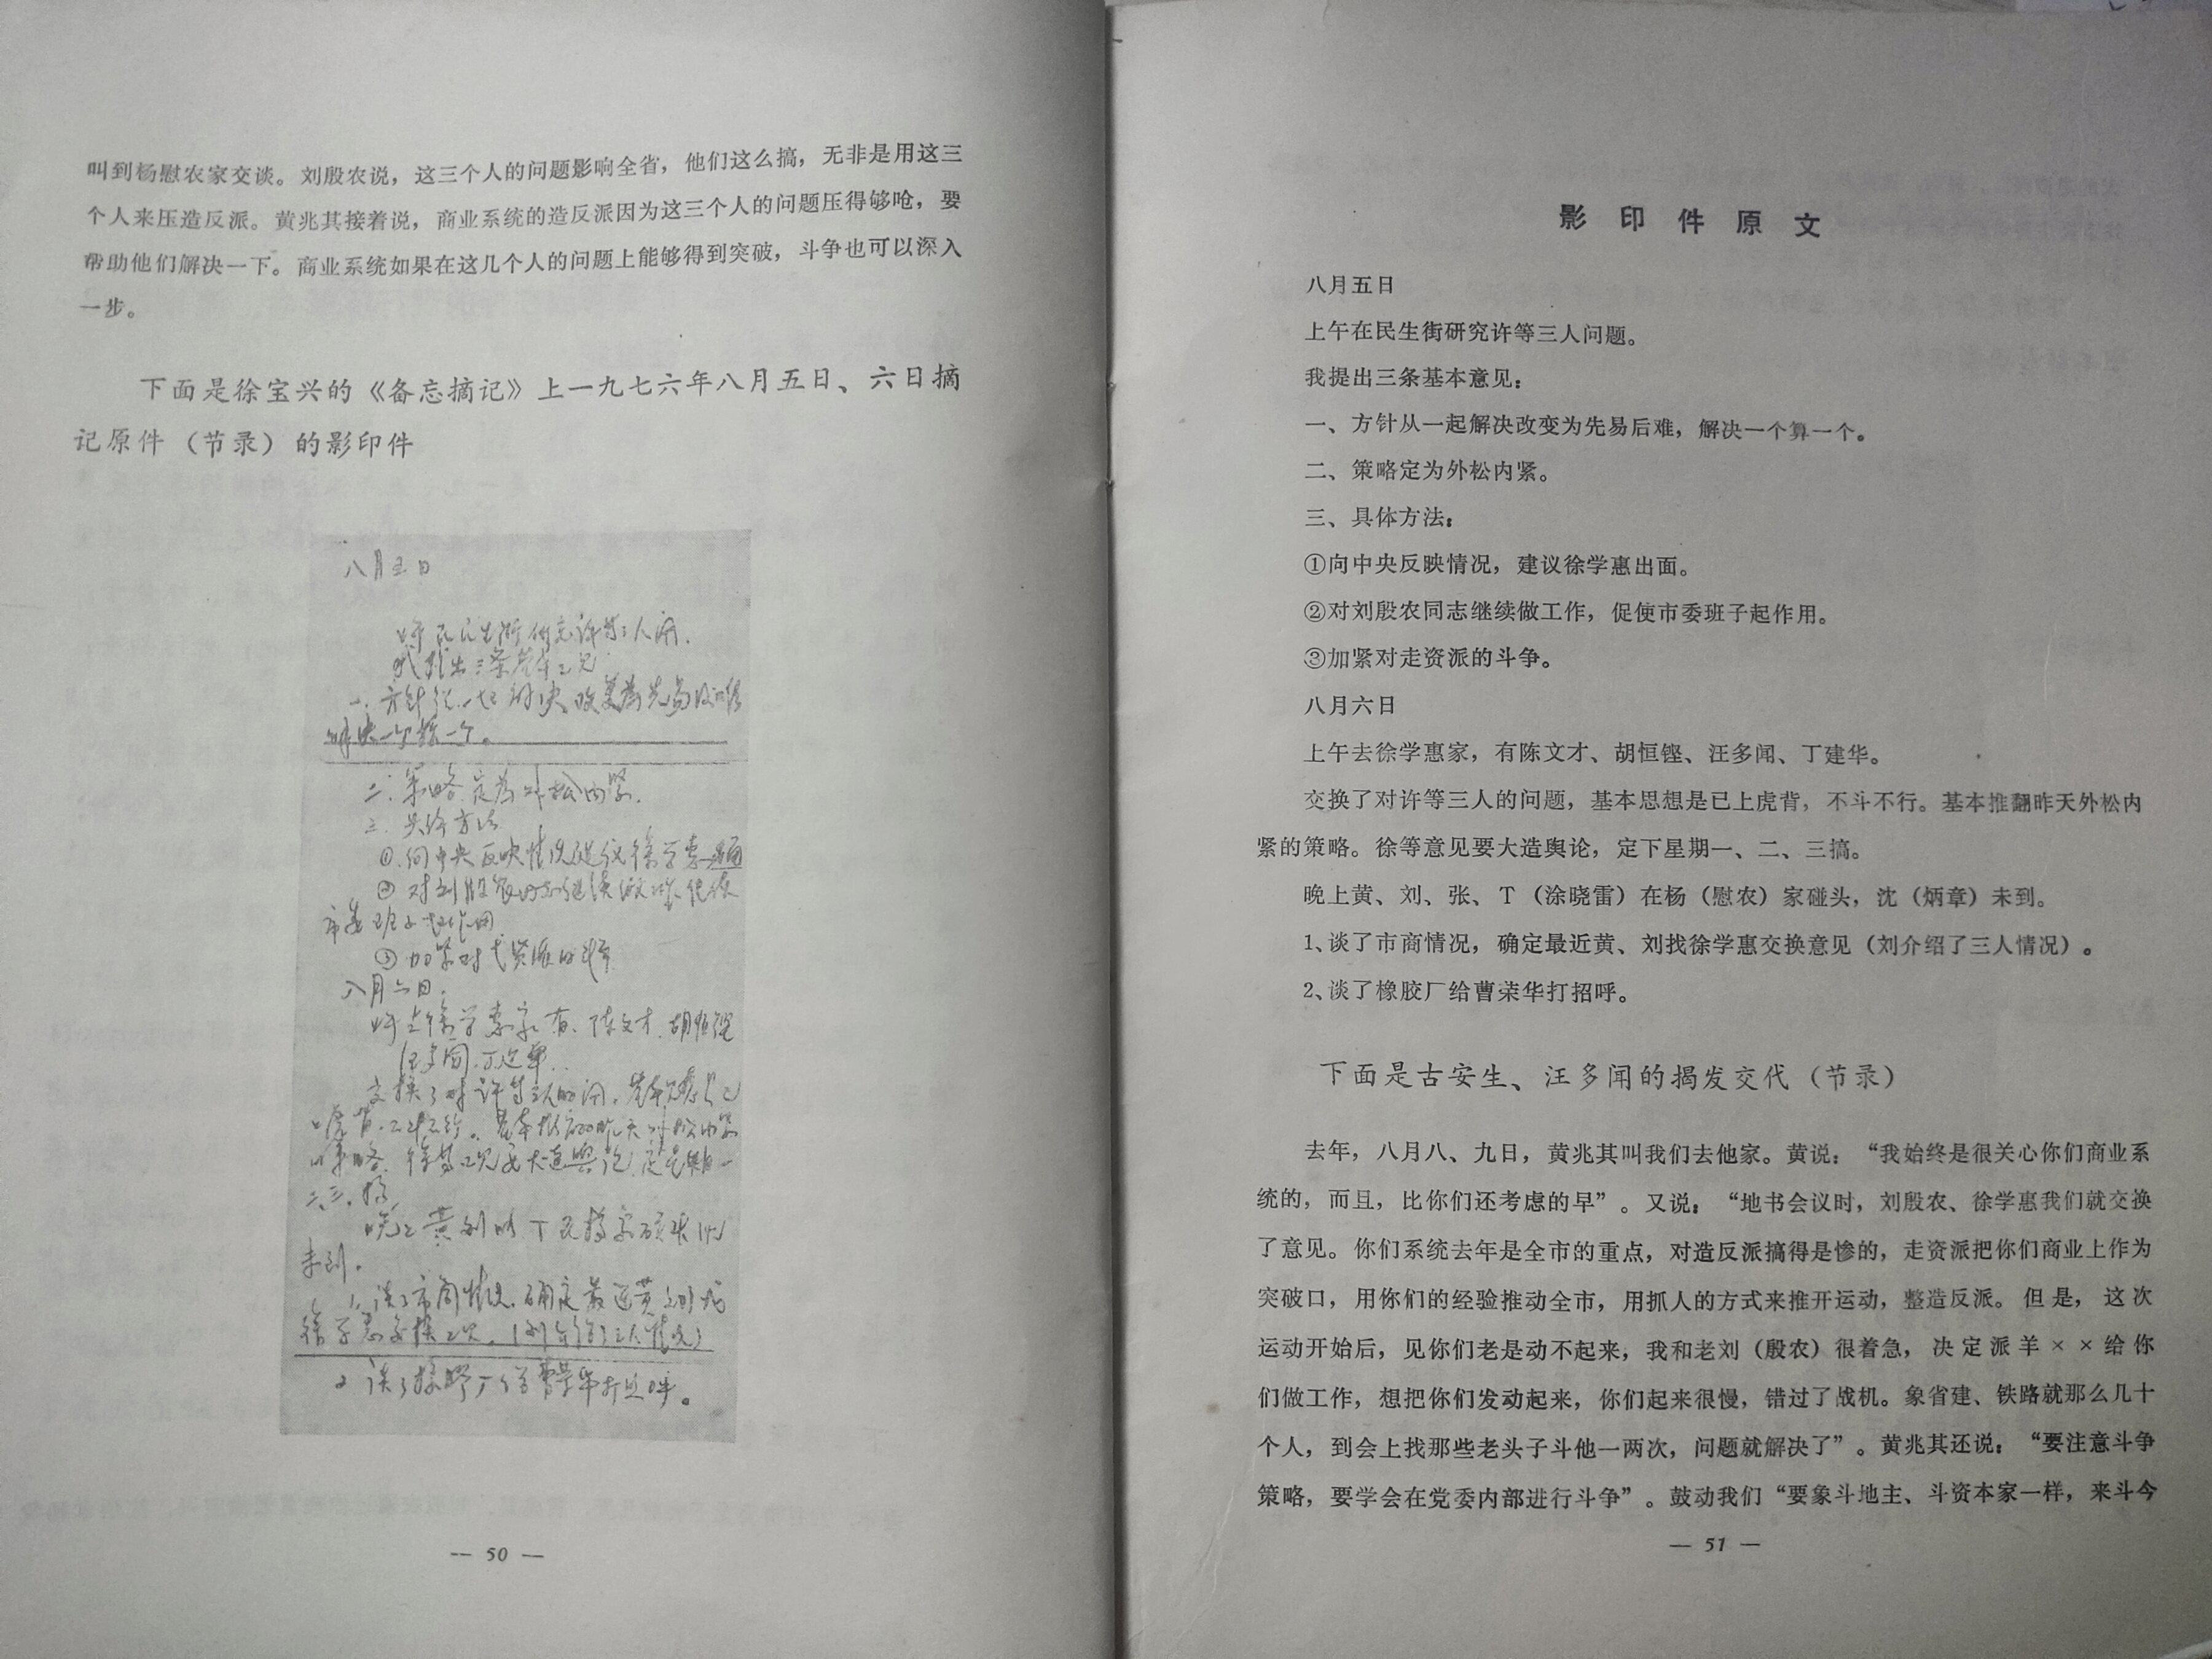 叫到杨慰农家交谈。刘殷农说，这三个人的问题影响全省，他们这么搞，无非是用这三
个人来压造反派。黄兆其接着说，商业系统的造反派因为这三个人的问题压得够呛，要
帮助他们解决一下。商业系统如果在这几个人的问题上能够得到突破，斗争也可以深入
一步。
下面是徐宝兴的《备忘摘记》上一九七六年八月五日、六日摘
记原件（节录）的影印件
八月五日
上午在民生街研究许等三人问.
我提出三条基本意见
一. 方针从一起解决改变为先易后难
解决一个算一个。
二. 策略定为外松内紧.
三. 具体方法
①.向中央反映情况建议徐学惠出面
②对刘殷农同志继续做工作促使
市委班子起作用
③加紧对走资派的斗争
八月六日.
上午去徐学惠家有、陈文才.胡恒铿
汪多闻.丁建华.
交换了对许等三人的问.基本思想是已
上虎背.不斗不行。基本推翻昨天外松内紧
的策略.徐等意见要大造舆论,定星期一
二、三.搞.
晚上黄刘张T在杨家碰头沈
未到.
1.谈了市商情况.确定最近黄刘找
徐学惠交换意见.(刘介绍了三人情况)
2 谈了橡胶厂给曹荣华打招呼。
— 50 —
影印件原文
八月五日
上午在民生街研究许等三人问题。
我提出三条基本意见：
一、方针从一起解决改变为先易后难，解决一个算一个。
二、策略定为外松内紧。
三、具体方法：
①向中央反映情况，建议徐学惠出面。
②对刘殷农同志继续做工作，促使市委班子起作用。
③加紧对走资派的斗争。
八月六日
上午去徐学惠家，有陈文才、胡恒铿、汪多闻、丁建华。
交换了对许等三人的问题，基本思想是已上虎背，不斗不行。基本推翻昨天外松内
紧的策略。徐等意见要大造舆论，定下星期一、二、三搞。
晚上黄、刘、张、T（涂晓雷）在杨（慰农）家碰头，沈（炳章）未到。
1、谈了市商情况，确定最近黄、刘找徐学惠交换意见（刘介绍了三人情况）。
2、谈了橡胶厂给曹荣华打招呼。
下面是古安生、汪多闻的揭发交代（节录）
去年，八月八、九日，黄兆其叫我们去他家。黄说：“我始终是很关心你们商业系
统的，而且，比你们还考虑的早”。又说：“地书会议时，刘殷农、徐学惠我们就交换
了意见。你们系统去年是全市的重点，对造反派搞得是惨的，走资派把你们商业上作为
突破口，用你们的经验推动全市，用抓人的方式来推开运动，整造反派。但是，这次
运动开始后，见你们老是动不起来，我和老刘（殷农）很着急，决定派羊××给你
们做工作，想把你们发动起来，你们起来很慢，错过了战机。象省建、铁路就那么几十
个人，到会上找那些老头子斗他一两次，问题就解决了”。黄兆其还说：“要注意斗争
策略，要学会在党委内部进行斗争”。鼓动我们“要象斗地主、斗资本家一样，来斗今
— 51 —